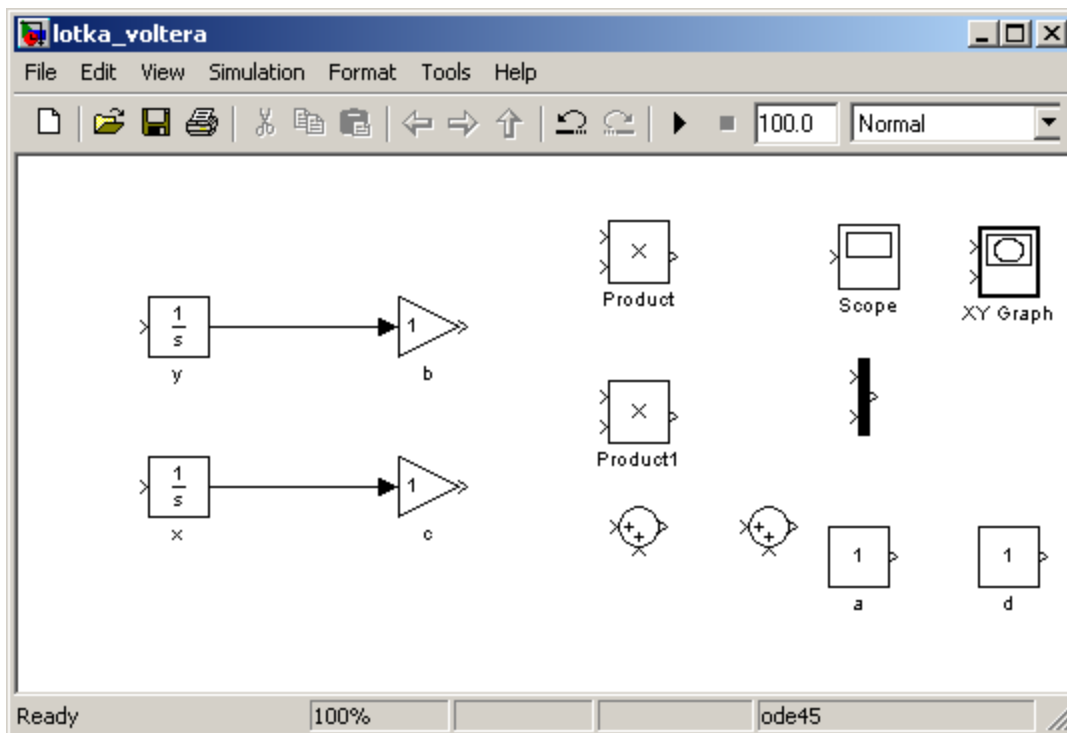 lotka_voltera
File Edit View Simulation Format Tools Help
100.0 Normal
×
Product
Scope
XY Graph
1
s
y
1
b
×
Product1
1
s
x
1
c
+
+
+
+
1
a
1
d
Ready 100% ode45